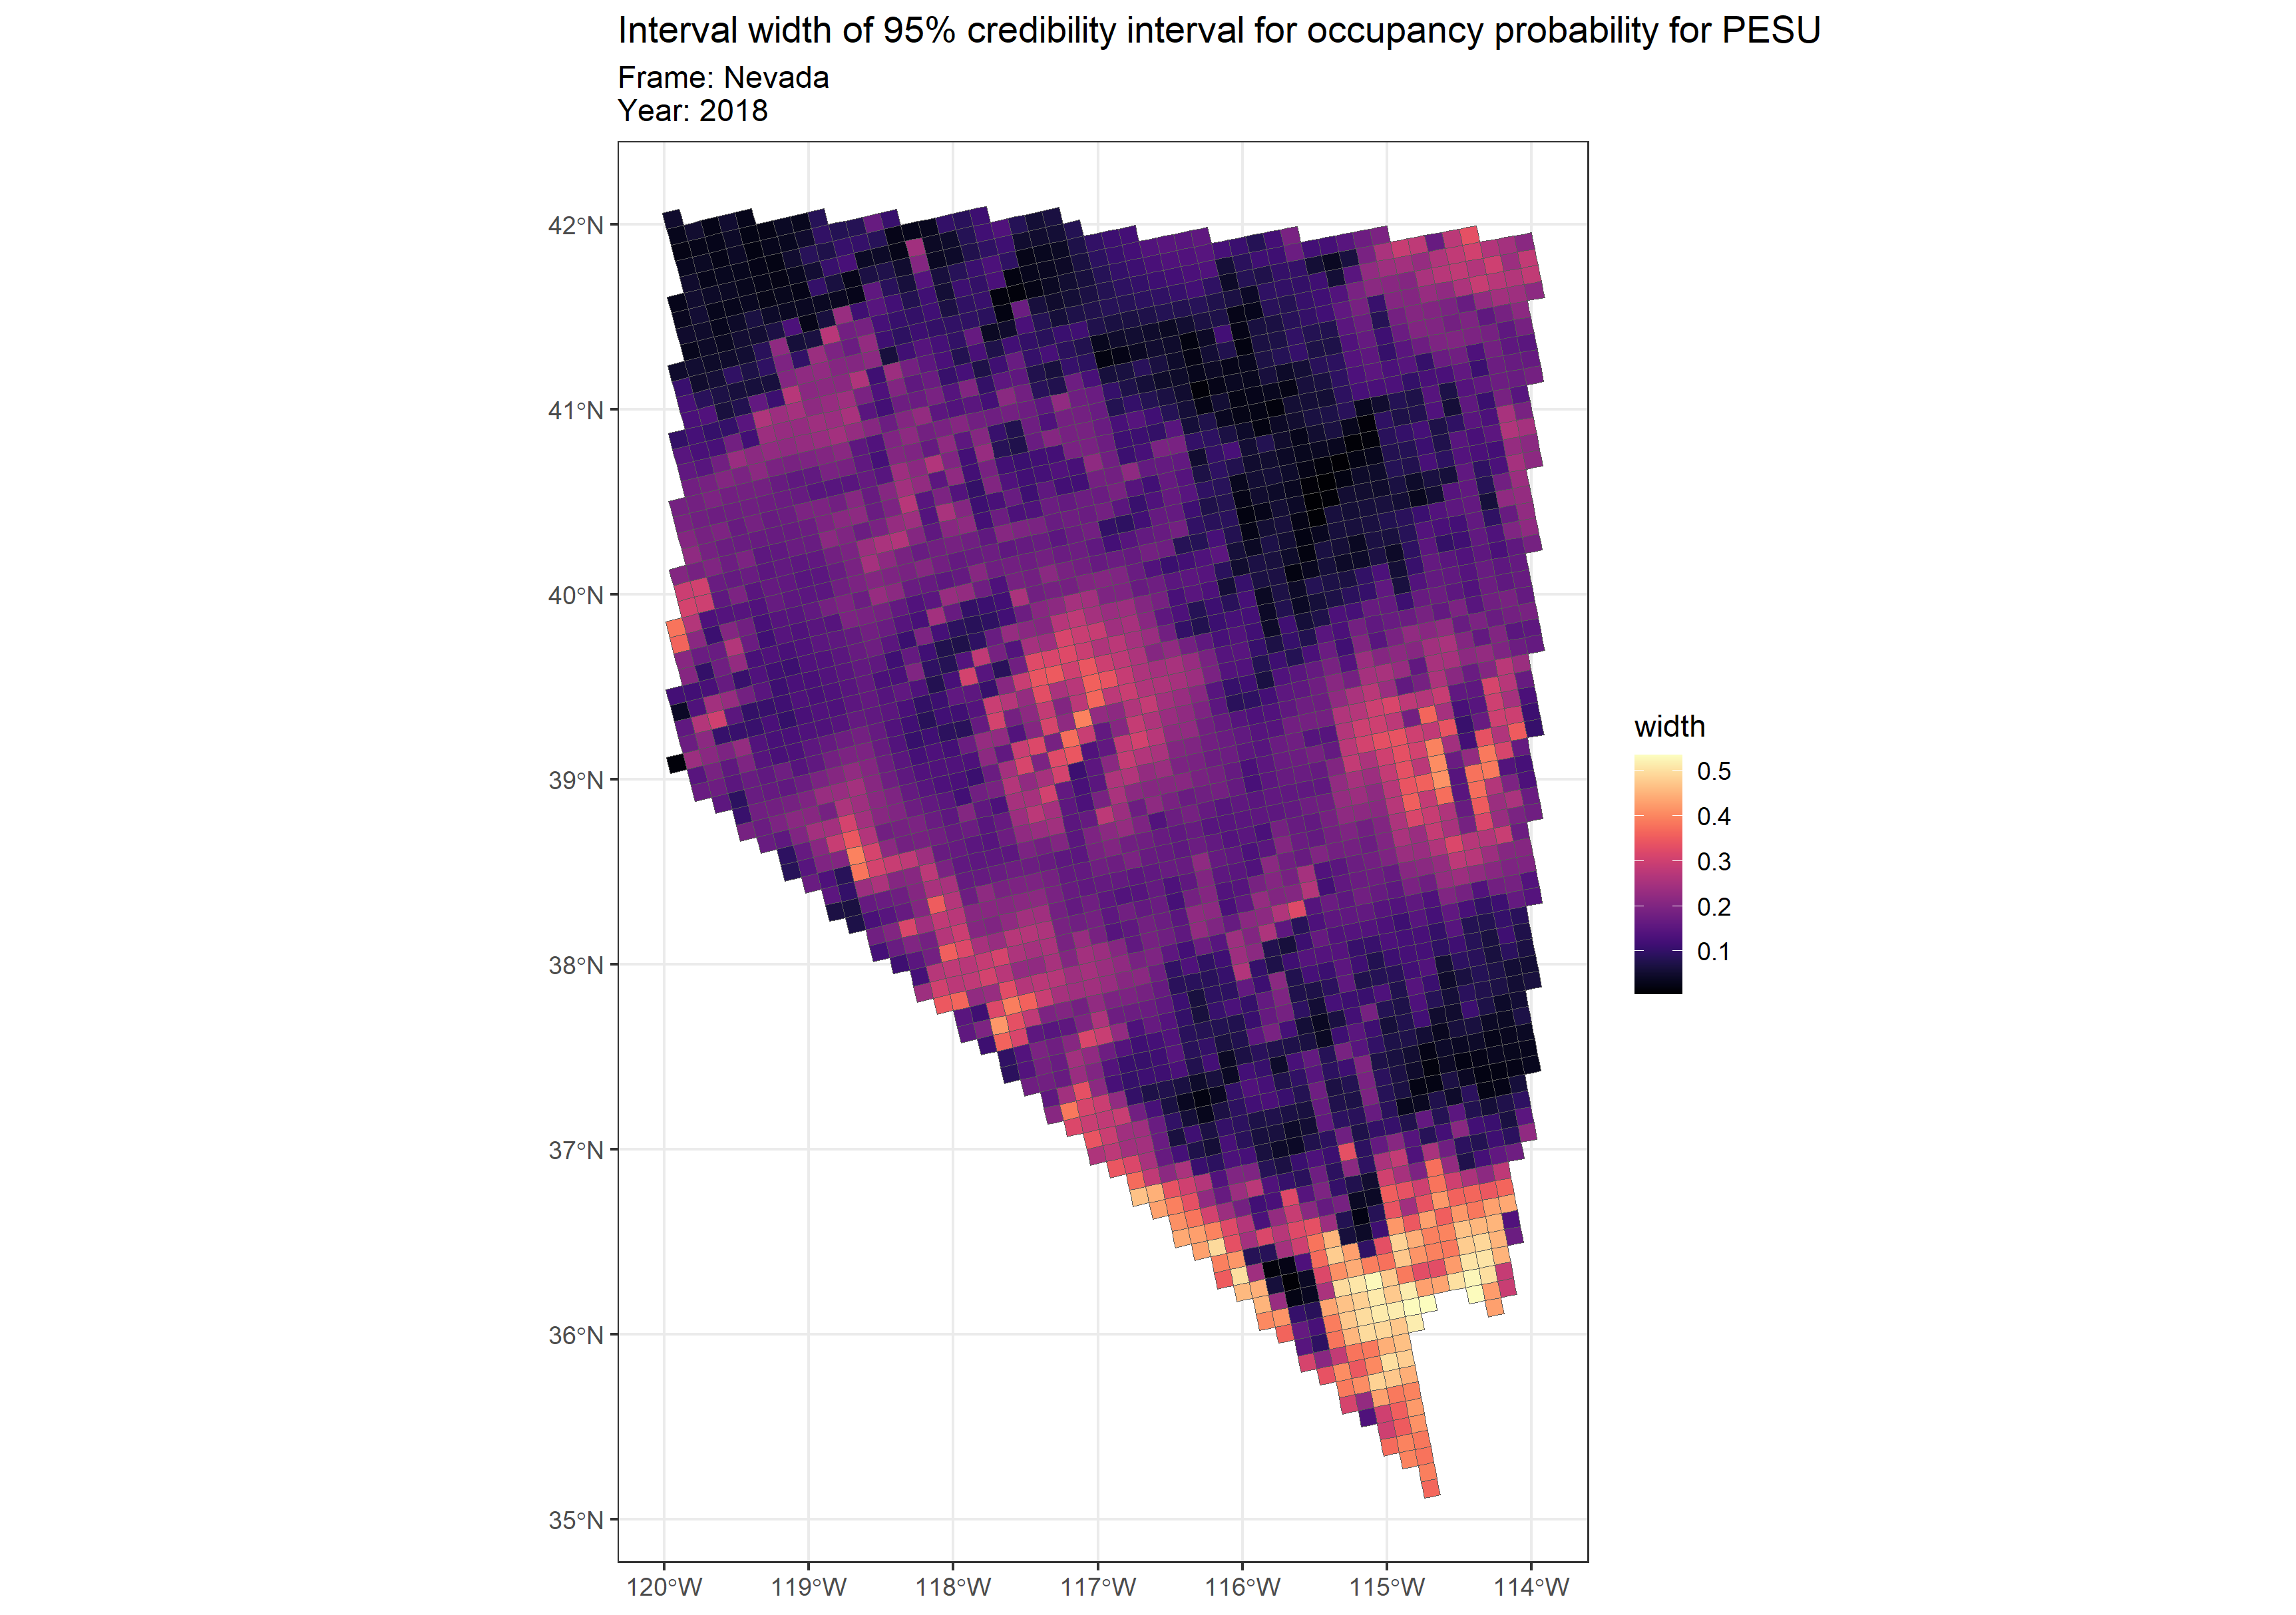 Interval width of 95% credibility interval for occupancy probability for PESU
Frame: Nevada
Year: 2018
42°N
41°N
40°N
39°N
38°N
37°N
36°N
35°N
120°W 119°W 118°W 117°W 116°W 115°W 114°W
width
0.5
0.4
0.3
0.2
0.1